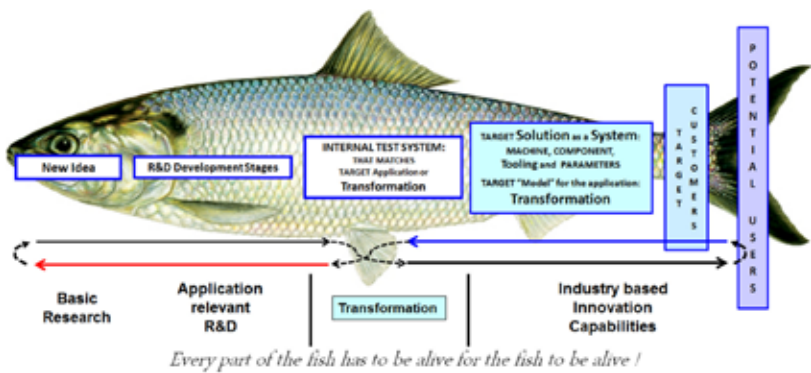 New Idea
R&D Development Stages
INTERNAL TEST SYSTEM:
THAT MATCHES
TARGET Application or
Transformation
TARGET Solution as a System:
MACHINE, COMPONENT,
Tooling and PARAMETERS
TARGET "Model" for the application:
Transformation
TARGET
CUSTOMERS
POTENTIAL USERS
Basic
Research
Application
relevant
R&D
Transformation
Industry based
Innovation
Capabilities
Every part of the fish has to be alive for the fish to be alive !